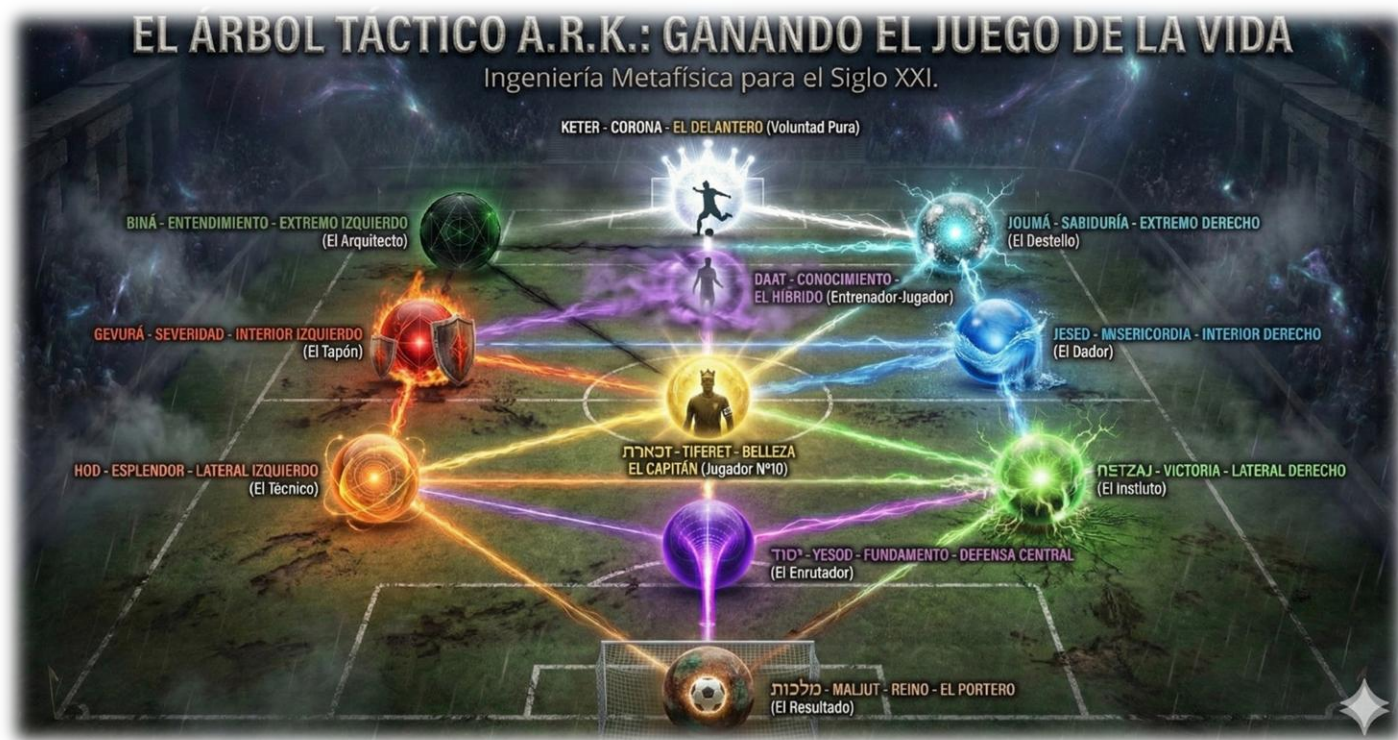 EL ÁRBOL TÁCTICO A.R.K.: GANANDO EL JUEGO DE LA VIDA
Ingeniería Metafísica para el Siglo XXI.
KETER - CORONA - EL DELANTERO (Voluntad Pura)
BINÁ - ENTENDIMIENTO - EXTREMO IZQUIERDO
(El Arquitecto)
JOUMÁ - SABIDURÍA - EXTREMO DERECHO
(El Destello)
DAAT - CONOCIMIENTO -
EL HÍBRIDO (Entrenador-Jugador)
GEVURÁ - SEVERIDAD - INTERIOR IZQUIERDO
(El Tapón)
JESED - MNSERICORDIA - INTERIOR DERECHO
(El Dador)
TIFERET - BELLEZA
EL CAPITÁN (Jugador Nº10)
HOD - ESPLENDOR - LATERAL IZQUIERDO
(El Técnico)
NETZAJ - VICTORIA - LATERAL DERECHO
(El Instluto)
יסוד - YESOD - FUNDAMENTO - DEFENSA CENTRAL
(El Enrutador)
מלכות - MALJUT - REINO - EL PORTERO
(El Resultado)